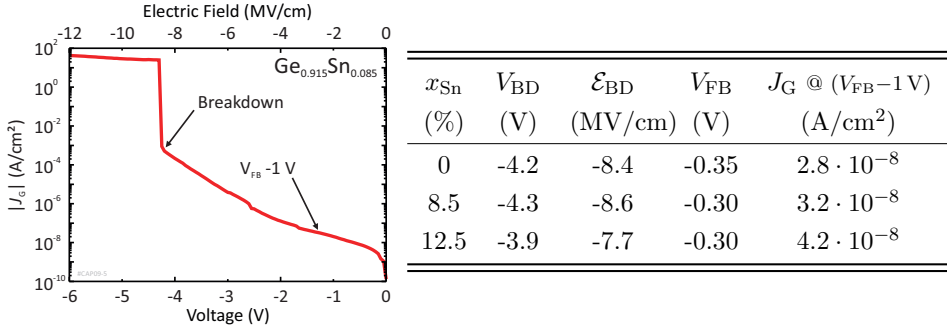 Electric Field (MV/cm)
-12 -10 -8 -6 -4 -2 0
10² 
10⁰
10⁻²
10⁻⁴
10⁻⁶
10⁻⁸
10⁻¹⁰
|J_G| (A/cm²)
Ge₀.₉₁₅Sn₀.₀₈₅
Breakdown
V_FB -1 V
#CAP09-5
-6 -5 -4 -3 -2 -1 0
Voltage (V)
x_Sn V_BD ℰ_BD V_FB J_G @ (V_FB−1 V)
(%) (V) (MV/cm) (V) (A/cm²)
0 -4.2 -8.4 -0.35 2.8 · 10⁻⁸
8.5 -4.3 -8.6 -0.30 3.2 · 10⁻⁸
12.5 -3.9 -7.7 -0.30 4.2 · 10⁻⁸